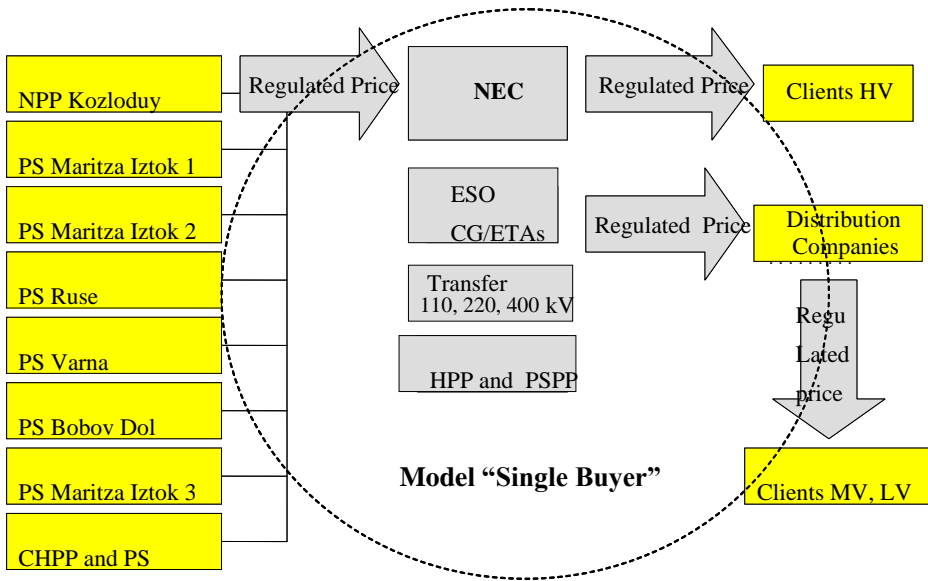 NPP Kozloduy
PS Maritza Iztok 1
PS Maritza Iztok 2
PS Ruse
PS Varna
PS Bobov Dol
PS Maritza Iztok 3
CHPP and PS
Regulated Price
NEC
ESO
CG/ETAs
Transfer
110, 220, 400 kV
HPP and PSPP
Model “Single Buyer”
Regulated Price
Clients HV
Regulated Price
Distribution
Companies
Regu
Lated
price
Clients MV, LV